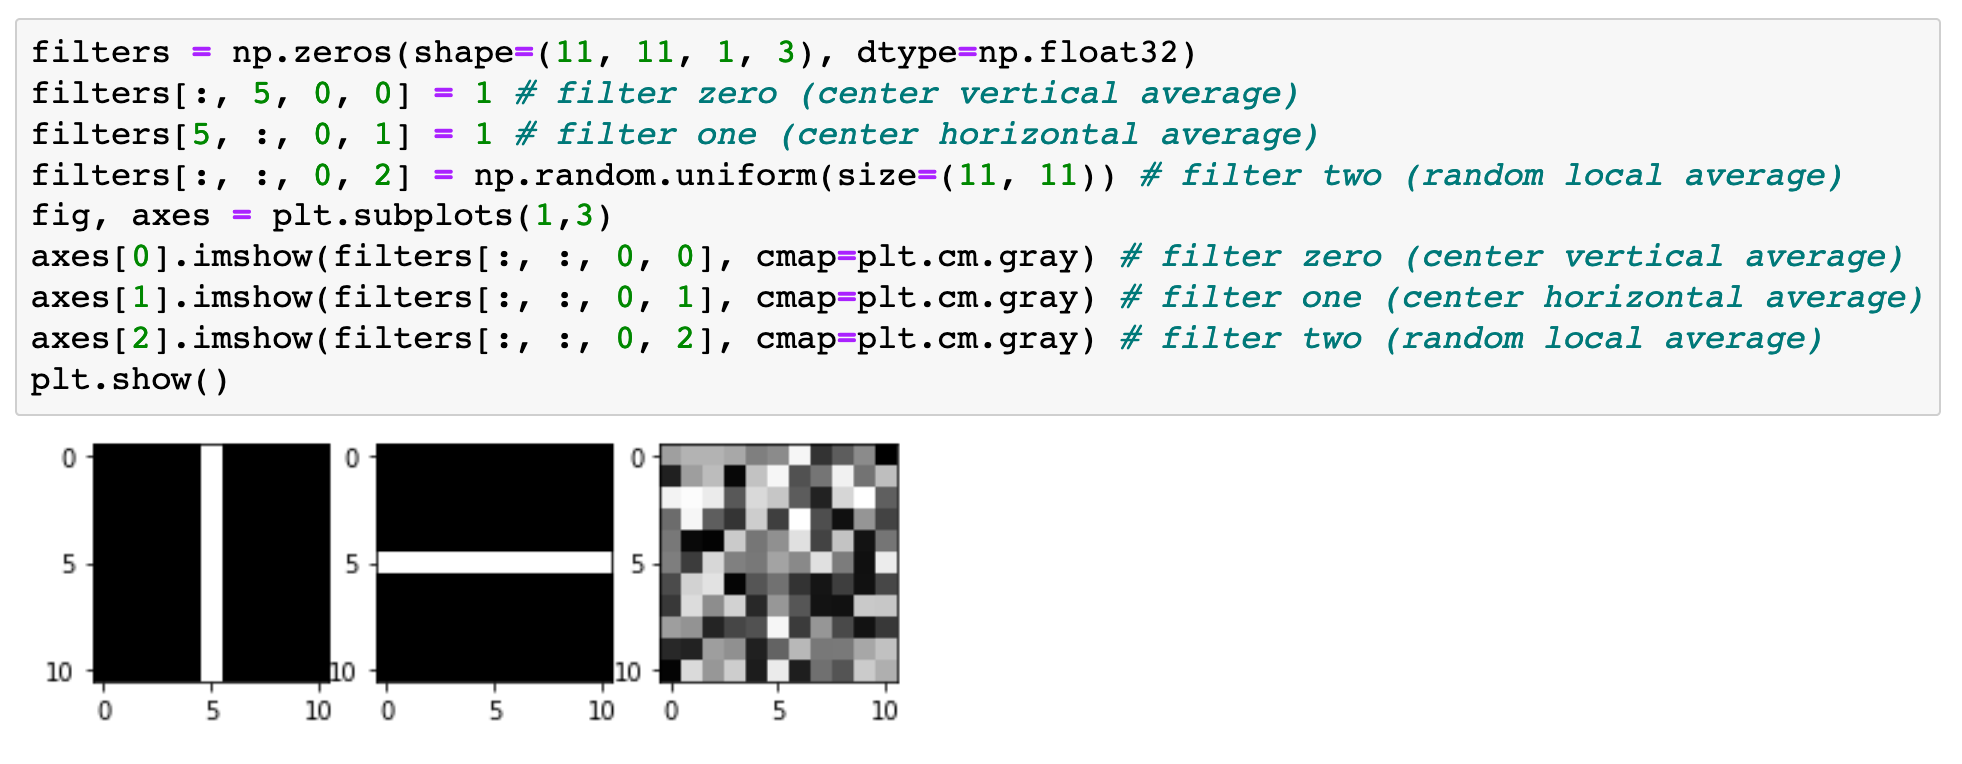 filters = np.zeros(shape=(11, 11, 1, 3), dtype=np.float32)
filters[:, 5, 0, 0] = 1 # filter zero (center vertical average)
filters[5, :, 0, 1] = 1 # filter one (center horizontal average)
filters[:, :, 0, 2] = np.random.uniform(size=(11, 11)) # filter two (random local average)
fig, axes = plt.subplots(1,3)
axes[0].imshow(filters[:, :, 0, 0], cmap=plt.cm.gray) # filter zero (center vertical average)
axes[1].imshow(filters[:, :, 0, 1], cmap=plt.cm.gray) # filter one (center horizontal average)
axes[2].imshow(filters[:, :, 0, 2], cmap=plt.cm.gray) # filter two (random local average)
plt.show()
0 0 0
5 5 5
10 10 10
0 5 10 0 5 10 0 5 10